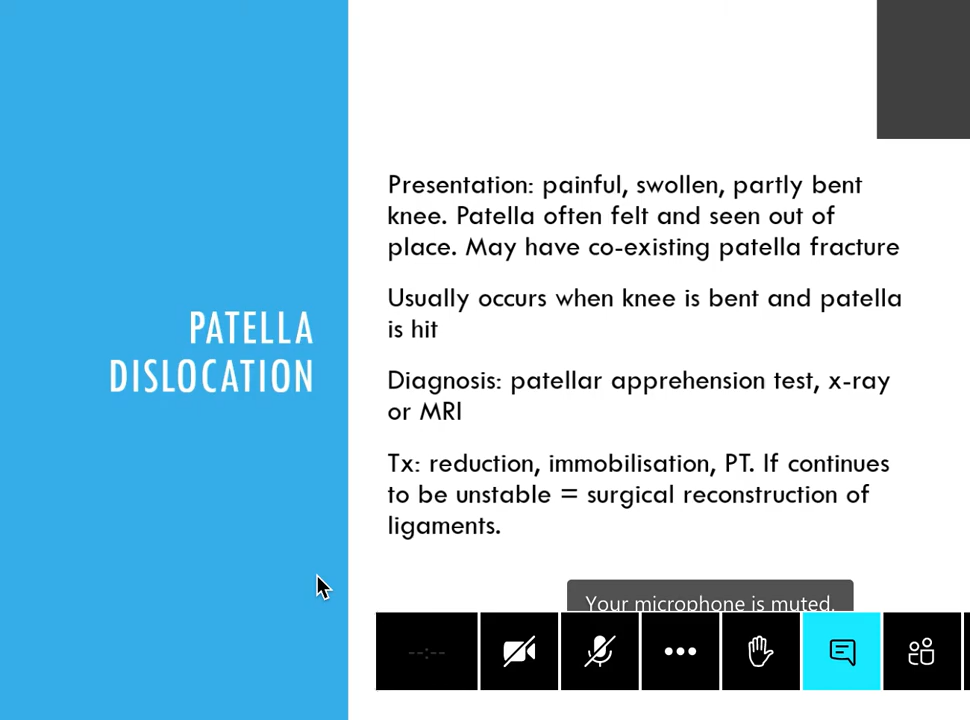 PATELLA
DISLOCATION
Presentation: painful, swollen, partly bent
knee. Patella often felt and seen out of
place. May have co-existing patella fracture
Usually occurs when knee is bent and patella
is hit
Diagnosis: patellar apprehension test, x-ray
or MRI
Tx: reduction, immobilisation, PT. If continues
to be unstable = surgical reconstruction of
ligaments.
Your microphone is muted.
--:--